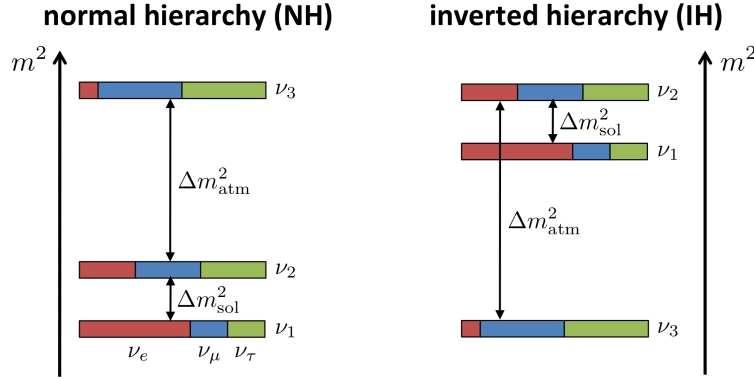 normal hierarchy (NH)
m²
ν₃
Δm²atm
ν₂
Δm²sol
ν₁
νe νμ ντ
inverted hierarchy (IH)
m²
ν₂
Δm²sol
ν₁
Δm²atm
ν₃